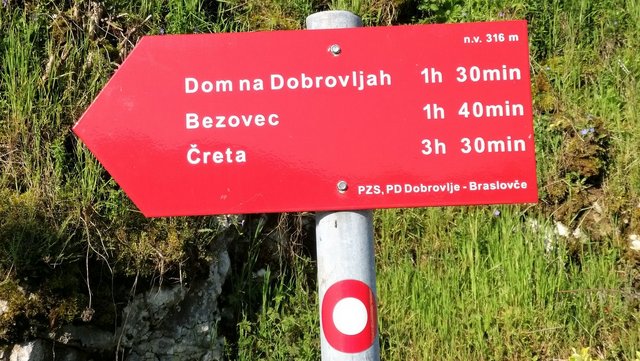 n.v. 316 m
Dom na Dobrovljah 1h 30min
Bezovec 1h 40min
Čreta 3h 30min
PZS, PD Dobrovlje - Braslovče